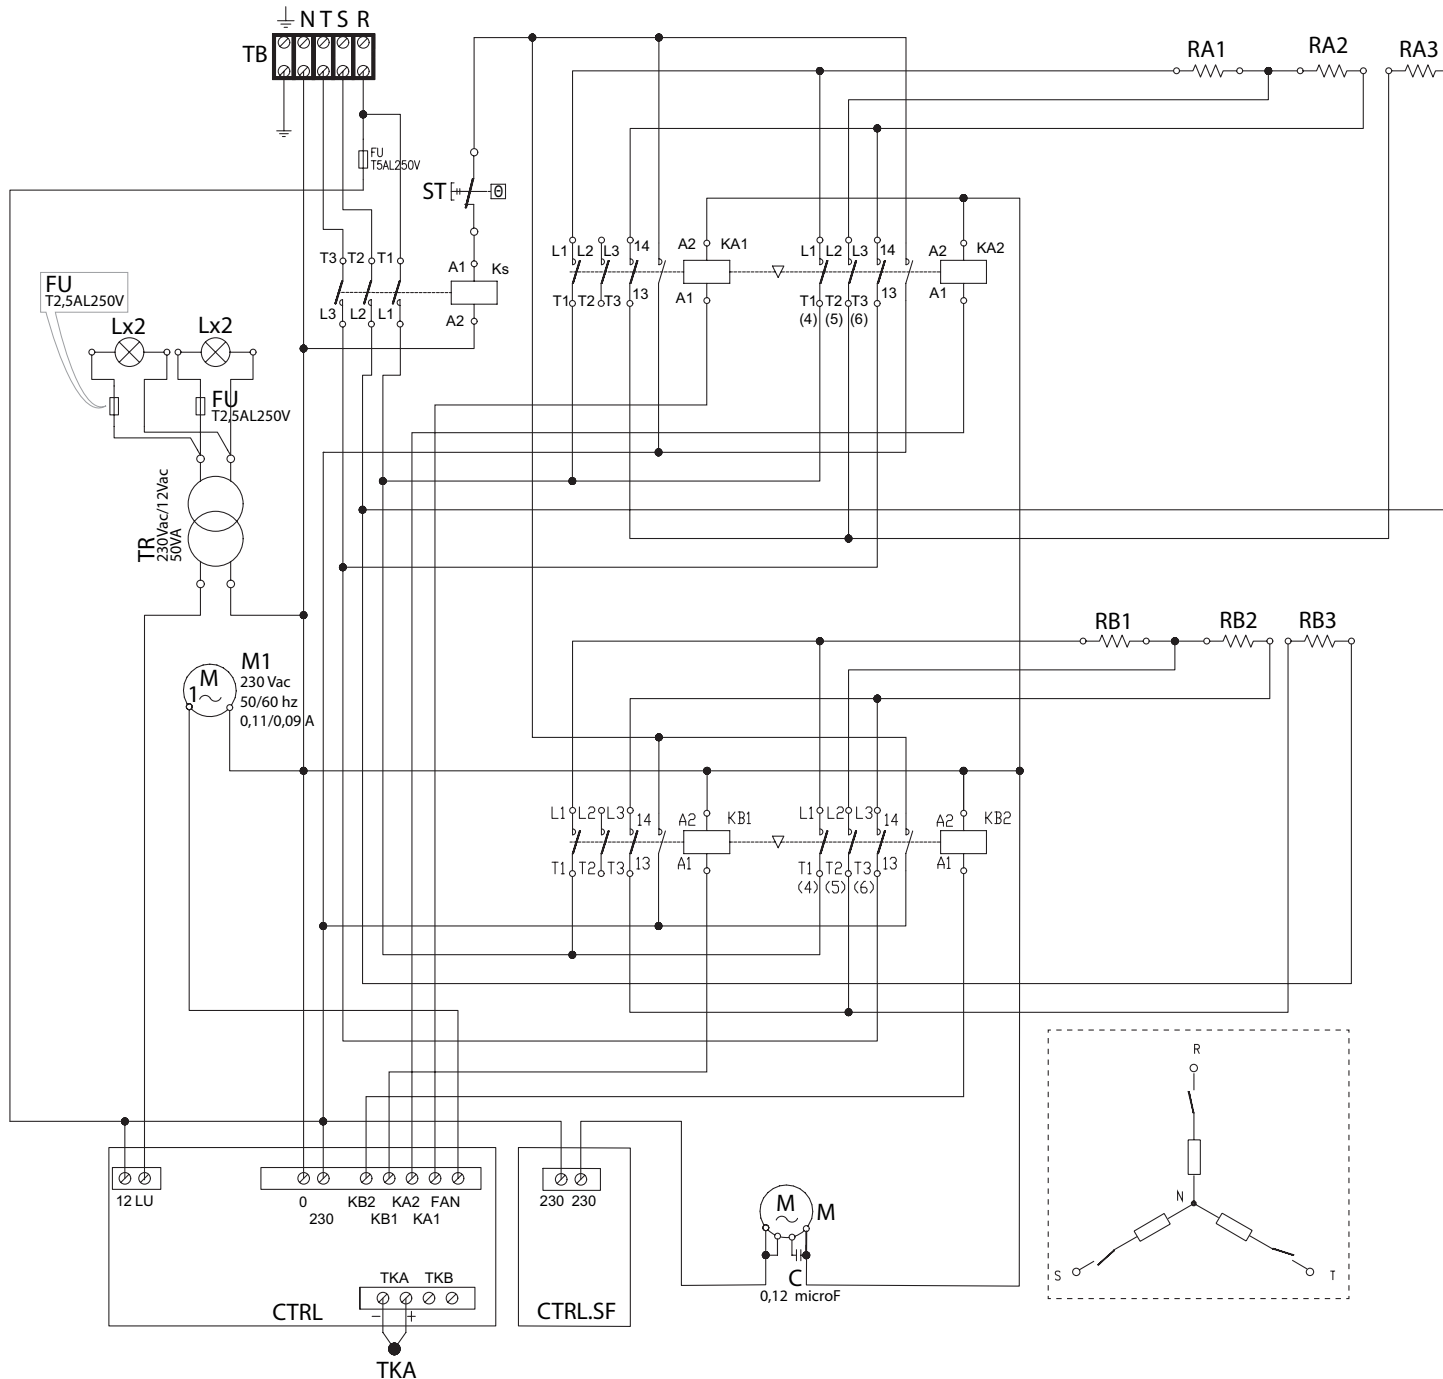 N T S R
TB
RA1
RA2
RA3
FU
T5AL250V
ST
Θ
L1 L2 L3 14
A2
KA1
L1 L2 L3 14
A2
KA2
T3 T2 T1
A1
Ks
L3 L2 L1
A2
T1 T2 T3 13
A1
T1 T2 T3 13
A1
(4) (5) (6)
FU
T2,5AL250V
Lx2
Lx2
FU
T2,5AL250V
TR
230Vac/12Vac
50VA
RB1
RB2
RB3
M
1
M1
230 Vac
50/60 hz
0,11/0,09 A
L1 L2 L3 14
A2
KB1
L1 L2 L3 14
A2
KB2
T1 T2 T3 13
A1
T1 T2 T3 13
A1
(4) (5) (6)
R
N
S
T
12 LU
0
230
KB2
KB1
KA2
KA1
FAN
230 230
M
M
C
0,12 microF
TKA TKB
− +
CTRL
CTRL.SF
TKA